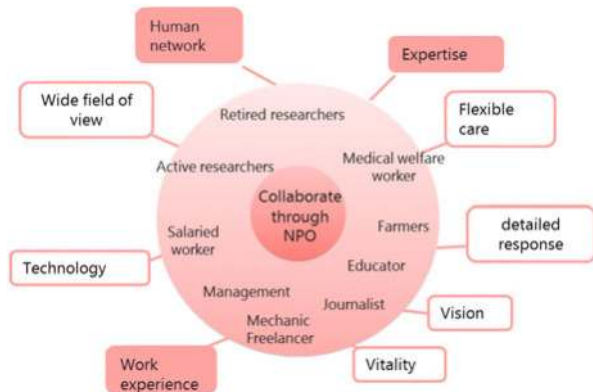 Human
network
Expertise
Wide field of
view
Flexible
care
Retired researchers
Active researchers
Medical welfare
worker
Collaborate
through
NPO
Salaried
worker
Farmers
detailed
response
Technology
Educator
Management
Journalist
Vision
Mechanic
Freelancer
Work
experience
Vitality